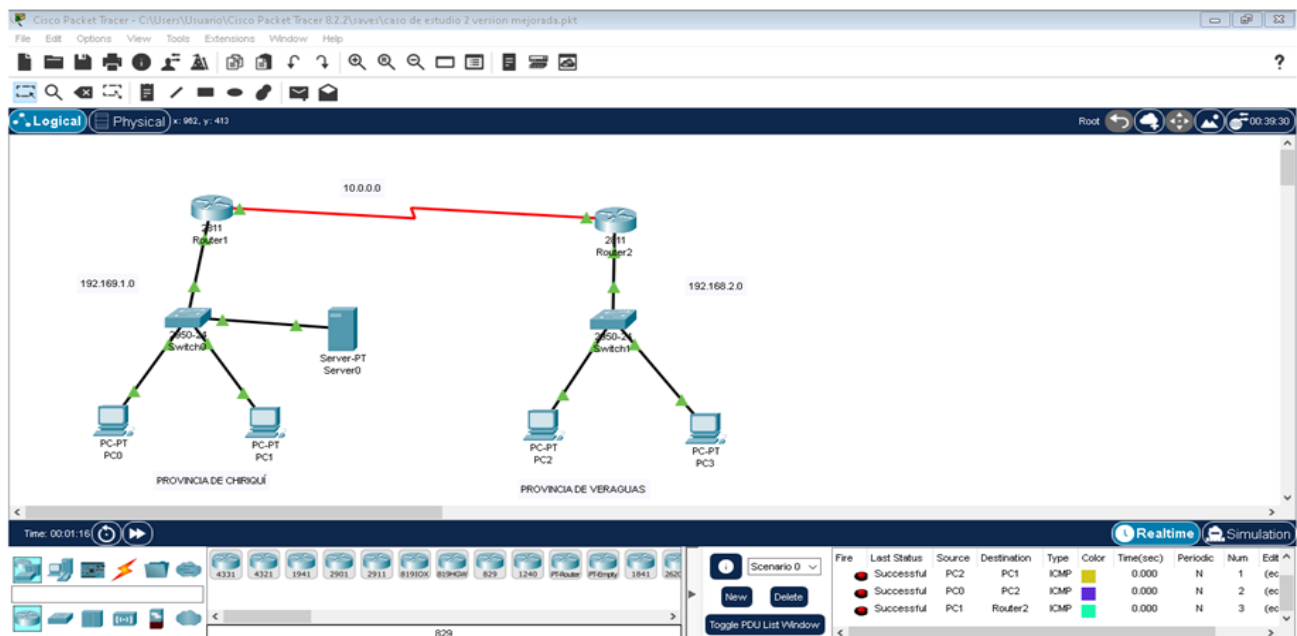 Cisco Packet Tracer - C:\Users\Usuario\Cisco Packet Tracer 8.2.2\saves\caso de estudio 2 version mejorada.pkt
File Edit Options View Tools Extensions Window Help
?
Logical Physical x: 982, y: 413
Root 00:39:30
10.0.0.0
2811
Router1
2811
Router2
192.169.1.0
192.168.2.0
2950-24
Switch0
2950-24
Switch1
Server-PT
Server0
PC-PT
PC0
PC-PT
PC1
PC-PT
PC2
PC-PT
PC3
PROVINCIA DE CHIRIQUÍ
PROVINCIA DE VERAGUAS
Time: 00:01:16
Realtime Simulation
4331 4321 1941 2901 2911 819IOX 819HGW 829 1240 PT-Router PT-Empty 1841 262
829
Scenario 0
New Delete
Toggle PDU List Window
Fire Last Status Source Destination Type Color Time(sec) Periodic Num Edit
Successful PC2 PC1 ICMP 0.000 N 1 (ec
Successful PC0 PC2 ICMP 0.000 N 2 (ec
Successful PC1 Router2 ICMP 0.000 N 3 (ec